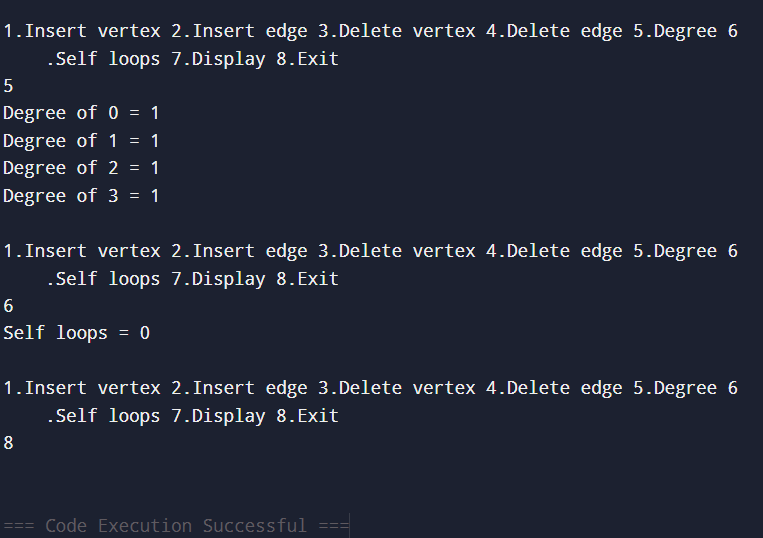 1.Insert vertex 2.Insert edge 3.Delete vertex 4.Delete edge 5.Degree 6
.Self loops 7.Display 8.Exit
5
Degree of 0 = 1
Degree of 1 = 1
Degree of 2 = 1
Degree of 3 = 1
1.Insert vertex 2.Insert edge 3.Delete vertex 4.Delete edge 5.Degree 6
.Self loops 7.Display 8.Exit
6
Self loops = 0
1.Insert vertex 2.Insert edge 3.Delete vertex 4.Delete edge 5.Degree 6
.Self loops 7.Display 8.Exit
8
=== Code Execution Successful ===